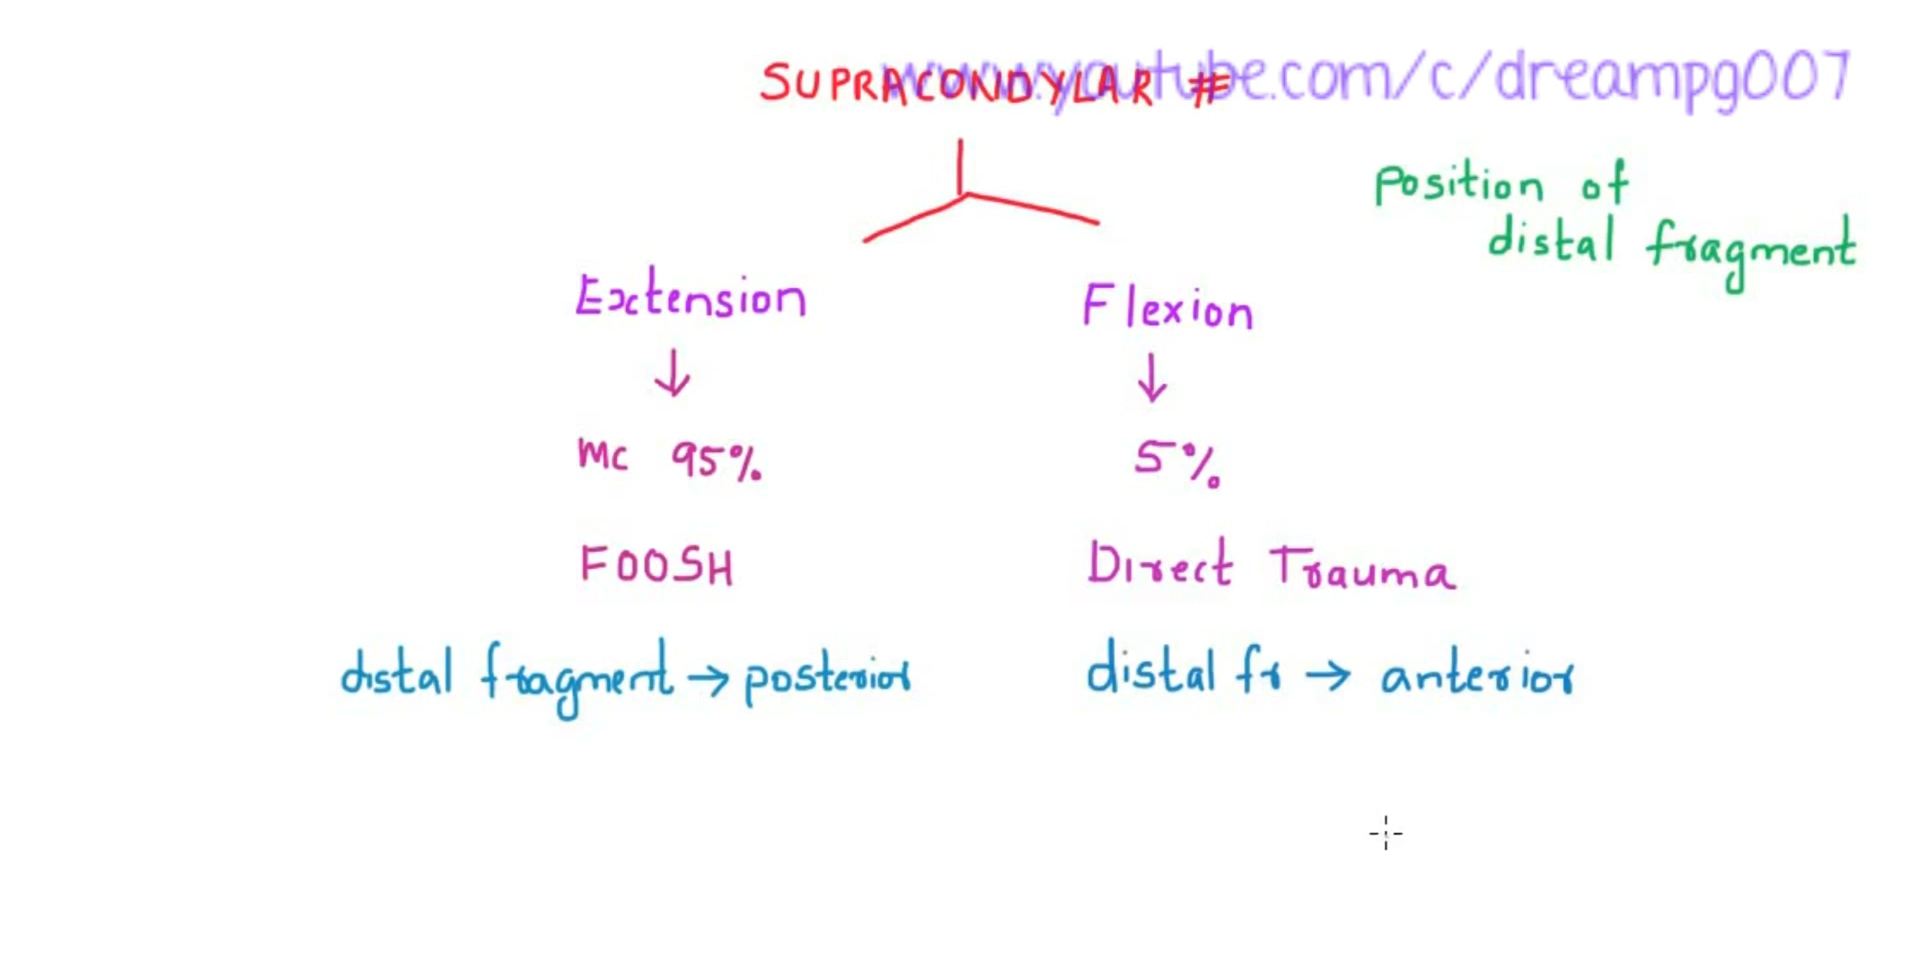 www.youtube.com/c/dreampg007
SUPRACONDYLAR #
Position of
distal fragment
Extension
Flexion
↓
↓
Mc 95%
5%
FOOSH
Direct Trauma
distal fragment → posterior
distal fr → anterior